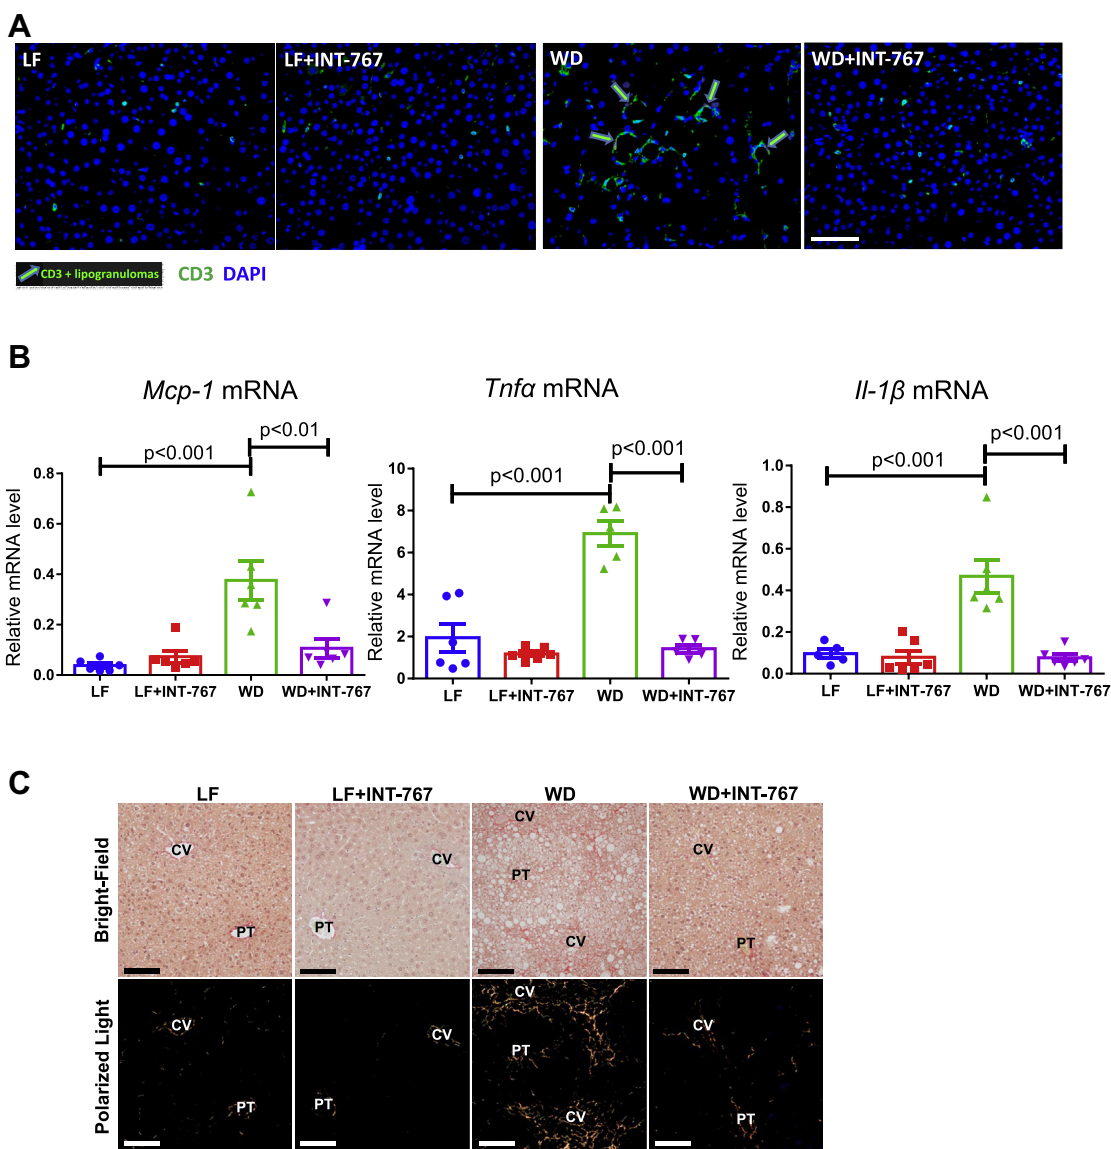 A
LF
LF+INT-767
WD
WD+INT-767
CD3 + lipogranulomas
CD3 DAPI
B
Mcp-1 mRNA
Relative mRNA level
0.8
0.6
0.4
0.2
0.0
p<0.001
p<0.01
LF
LF+INT-767
WD
WD+INT-767
Tnfα mRNA
Relative mRNA level
10
8
6
4
2
0
p<0.001
p<0.001
LF
LF+INT-767
WD
WD+INT-767
Il-1β mRNA
Relative mRNA level
1.0
0.8
0.6
0.4
0.2
0.0
p<0.001
p<0.001
LF
LF+INT-767
WD
WD+INT-767
C
LF
LF+INT-767
WD
WD+INT-767
Bright-Field
CV
PT
CV
PT
CV
PT
CV
CV
PT
Polarized Light
CV
PT
CV
PT
CV
PT
CV
CV
PT